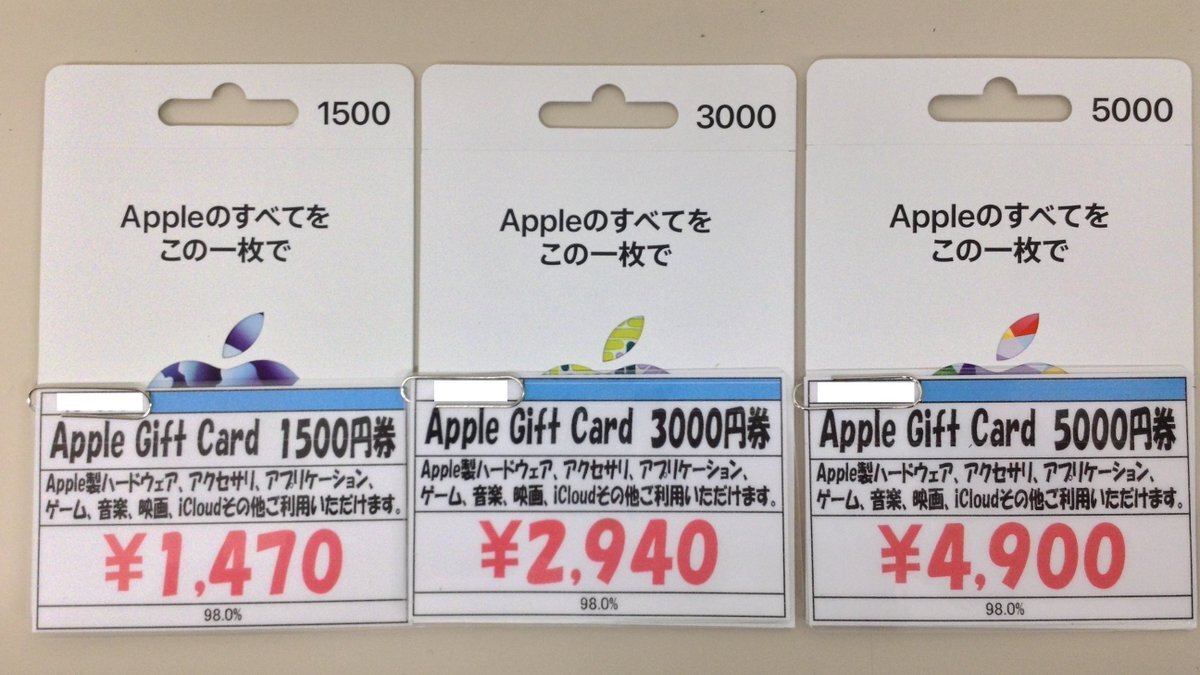 1500
Appleのすべてを
この一枚で
Apple Gift Card 1500円券
Apple製ハードウェア、アクセサリ、アプリケーション、
ゲーム、音楽、映画、iCloudその他ご利用いただけます。
¥1,470
98.0%
3000
Appleのすべてを
この一枚で
Apple Gift Card 3000円券
Apple製ハードウェア、アクセサリ、アプリケーション、
ゲーム、音楽、映画、iCloudその他ご利用いただけます。
¥2,940
98.0%
5000
Appleのすべてを
この一枚で
Apple Gift Card 5000円券
Apple製ハードウェア、アクセサリ、アプリケーション、
ゲーム、音楽、映画、iCloudその他ご利用いただけます。
¥4,900
98.0%